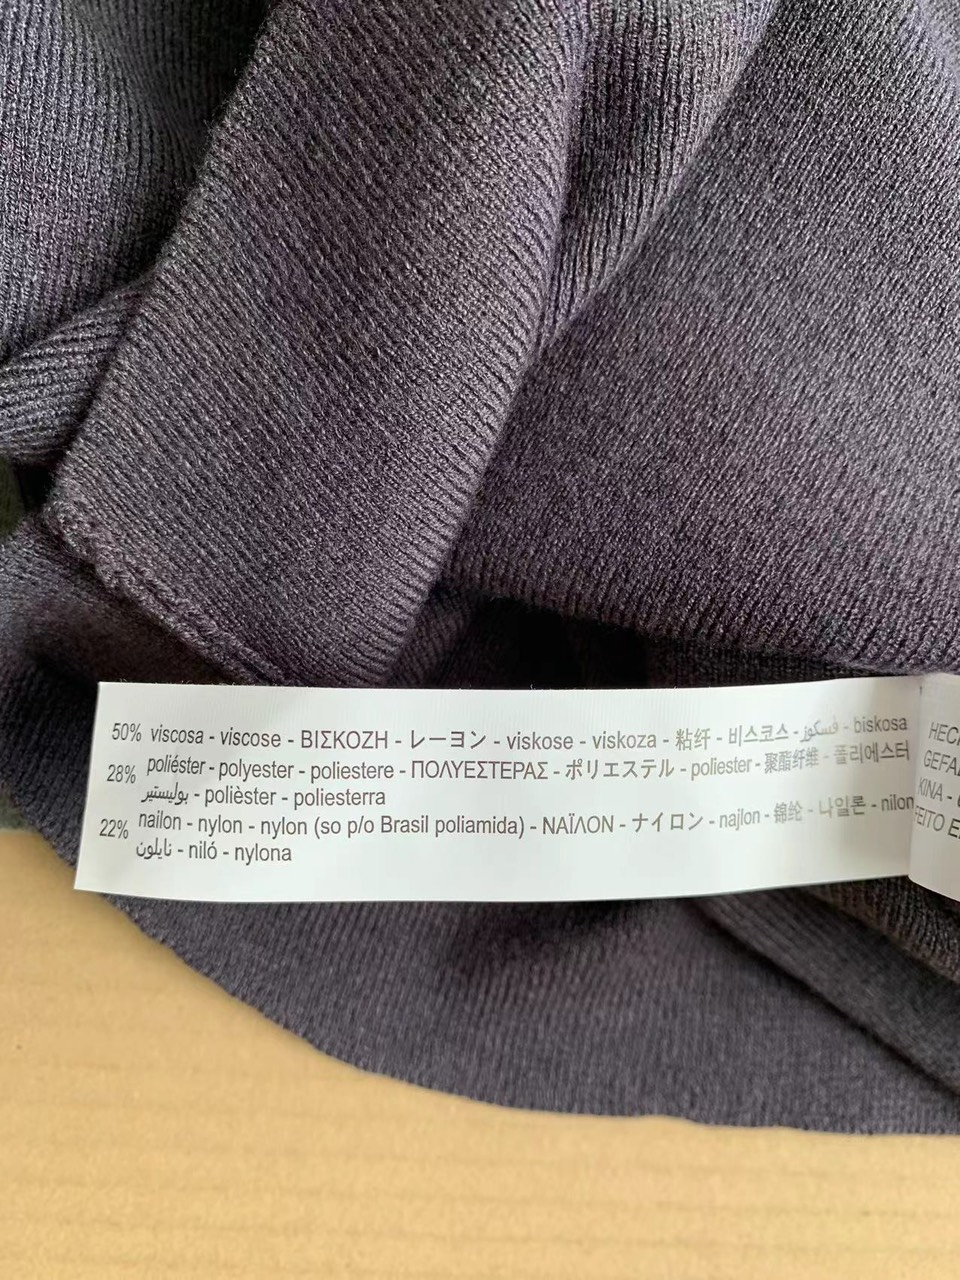 50% viscosa - viscose - ΒΙΣΚΟΖΗ - レーヨン - viskose - viskoza - 粘纤 - 비스코스 - فسكوز - biskosa
28% poliéster - polyester - poliestere - ΠΟΛΥΕΣΤΕΡΑΣ - ポリエステル - poliester - 聚酯纤维 - 폴리에스터
بوليستير - polièster - poliesterra
22% nailon - nylon - nylon (so p/o Brasil poliamida) - ΝΑΪΛΟΝ - ナイロン - najlon - 锦纶 - 나일론 - nilon
نايلون - niló - nylona
FEITO